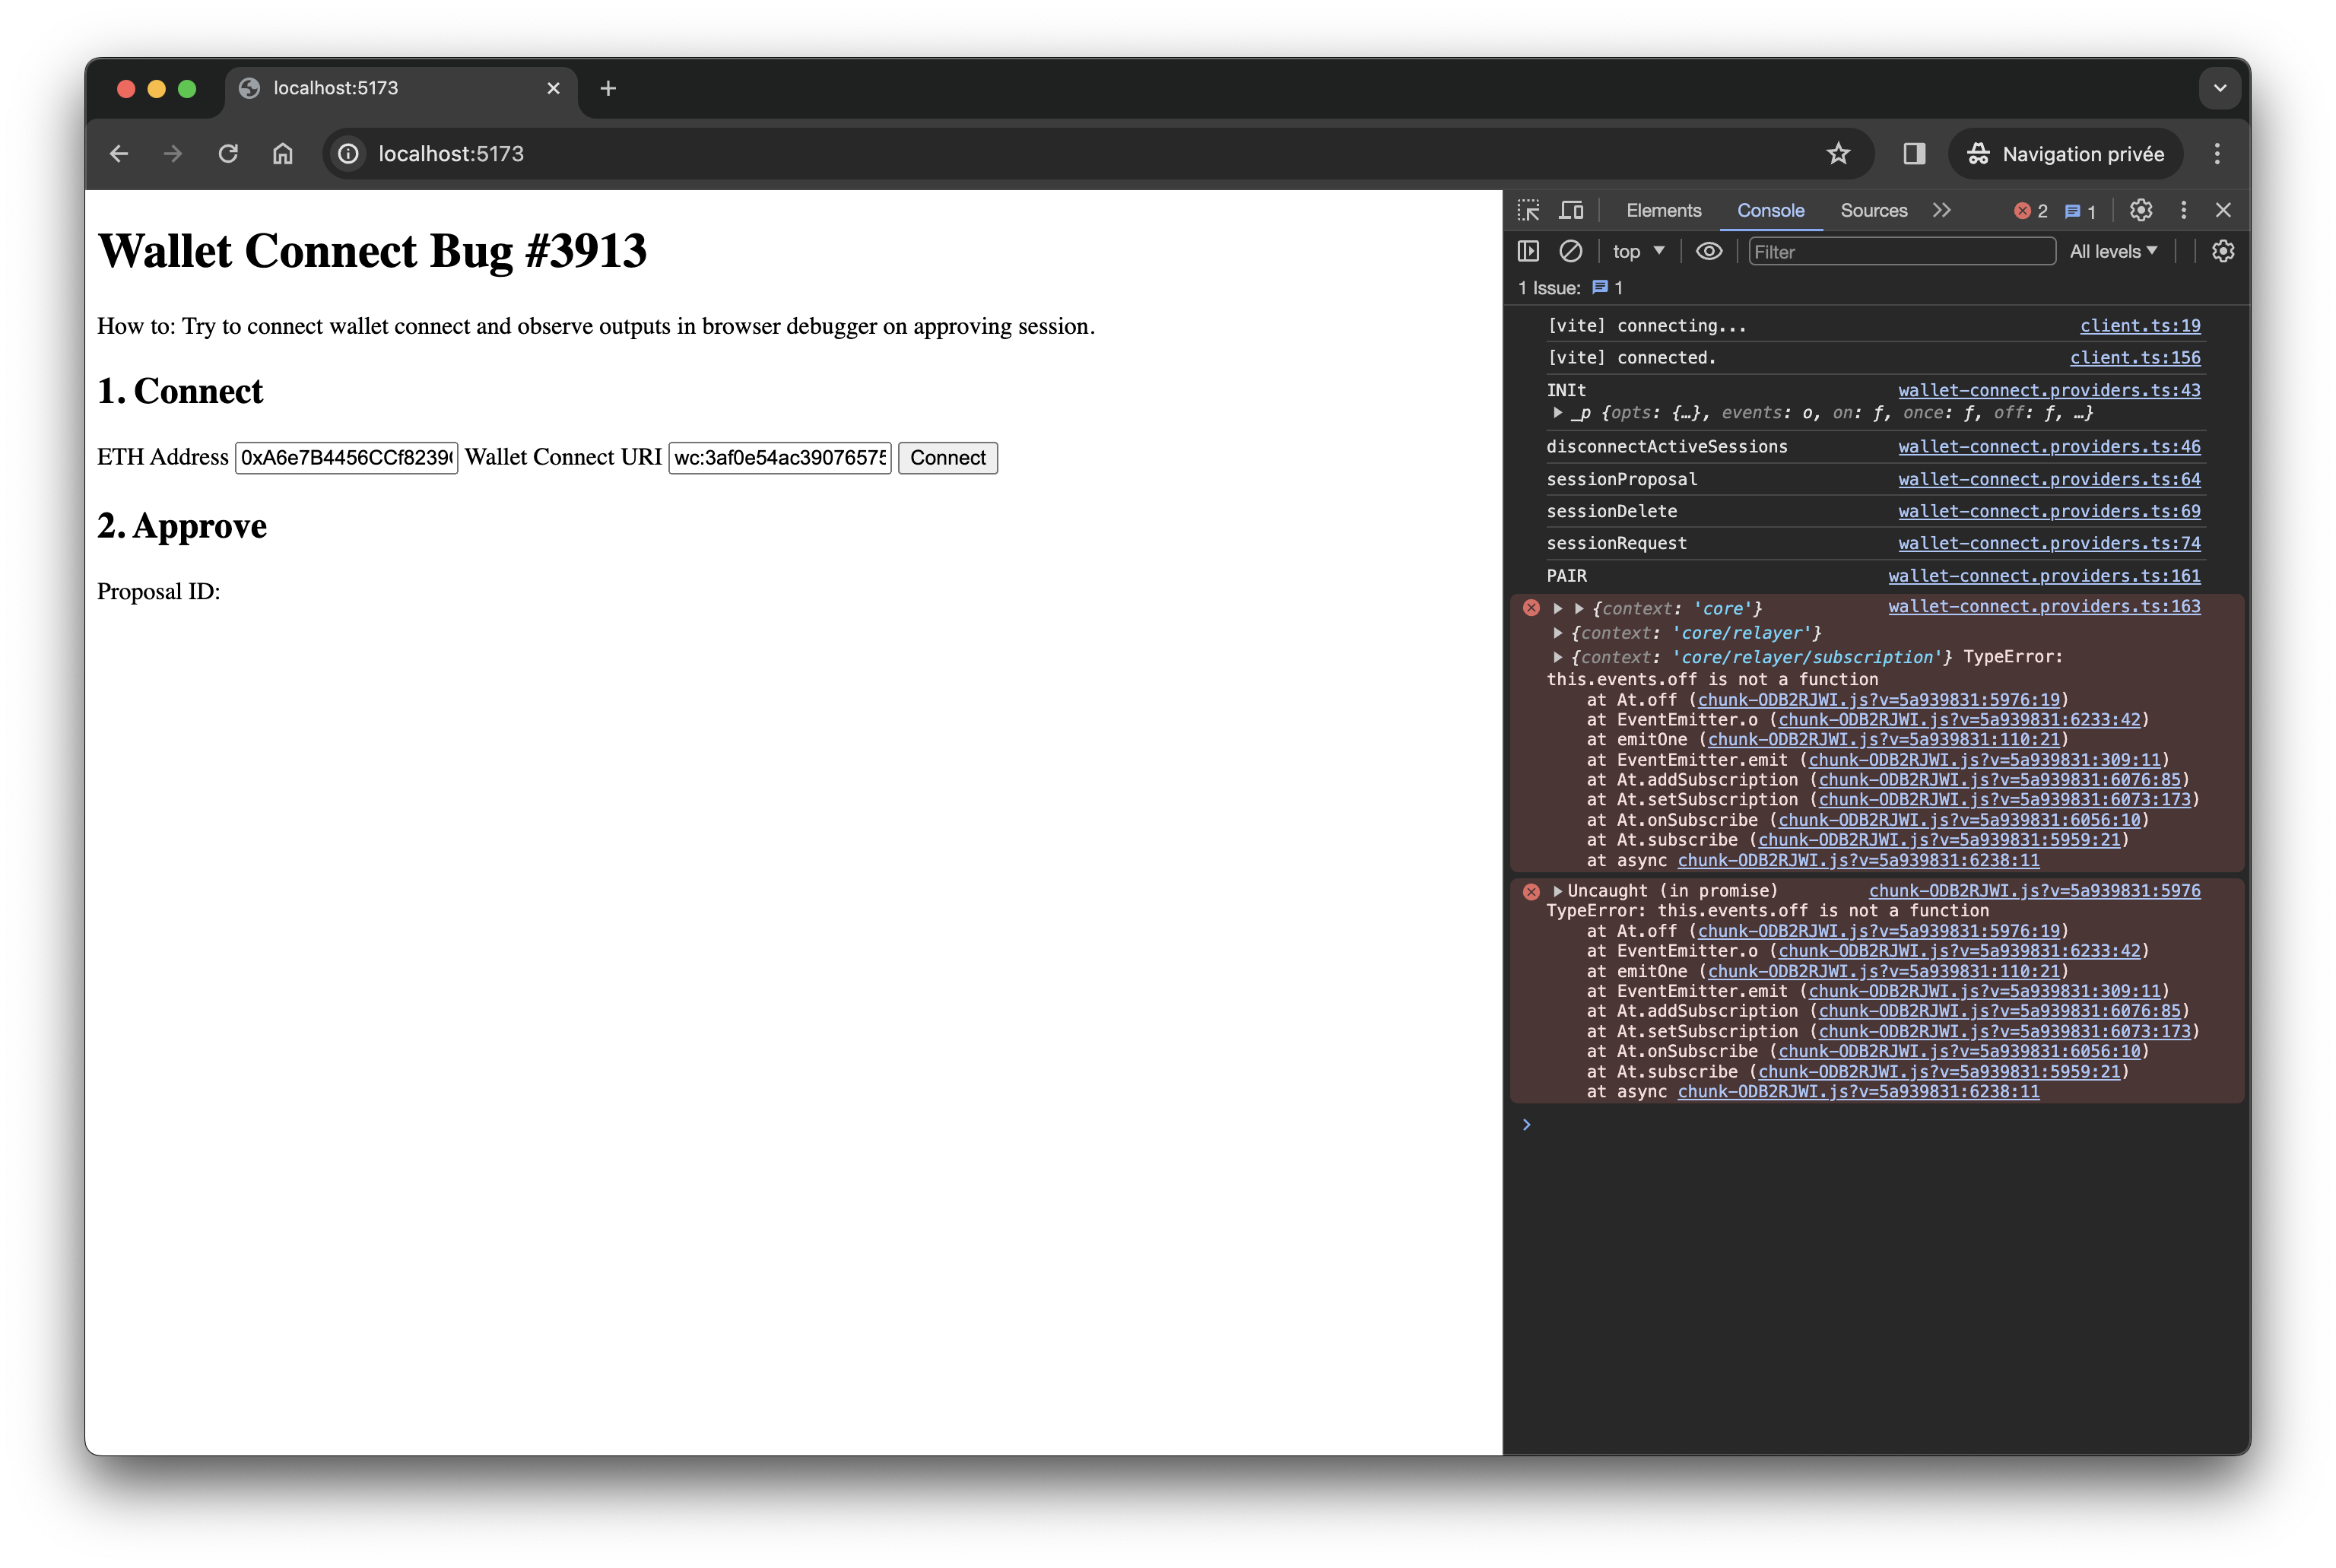 localhost:5173
localhost:5173
Navigation privée
Wallet Connect Bug #3913
How to: Try to connect wallet connect and observe outputs in browser debugger on approving session.
1. Connect
ETH Address 0xA6e7B4456CCf8239 Wallet Connect URI wc:3af0e54ac3907657 Connect
2. Approve
Proposal ID:
Elements Console Sources 2 1
top Filter All levels
1 Issue: 1
[vite] connecting... client.ts:19
[vite] connected. client.ts:156
INIt wallet-connect.providers.ts:43
_p {opts: {…}, events: o, on: ƒ, once: ƒ, off: ƒ, …}
disconnectActiveSessions wallet-connect.providers.ts:46
sessionProposal wallet-connect.providers.ts:64
sessionDelete wallet-connect.providers.ts:69
sessionRequest wallet-connect.providers.ts:74
PAIR wallet-connect.providers.ts:161
{context: 'core'} wallet-connect.providers.ts:163
{context: 'core/relayer'}
{context: 'core/relayer/subscription'} TypeError:
this.events.off is not a function
at At.off (chunk-ODB2RJWI.js?v=5a939831:5976:19)
at EventEmitter.o (chunk-ODB2RJWI.js?v=5a939831:6233:42)
at emitOne (chunk-ODB2RJWI.js?v=5a939831:110:21)
at EventEmitter.emit (chunk-ODB2RJWI.js?v=5a939831:309:11)
at At.addSubscription (chunk-ODB2RJWI.js?v=5a939831:6076:85)
at At.setSubscription (chunk-ODB2RJWI.js?v=5a939831:6073:173)
at At.onSubscribe (chunk-ODB2RJWI.js?v=5a939831:6056:10)
at At.subscribe (chunk-ODB2RJWI.js?v=5a939831:5959:21)
at async chunk-ODB2RJWI.js?v=5a939831:6238:11
Uncaught (in promise) chunk-ODB2RJWI.js?v=5a939831:5976
TypeError: this.events.off is not a function
at At.off (chunk-ODB2RJWI.js?v=5a939831:5976:19)
at EventEmitter.o (chunk-ODB2RJWI.js?v=5a939831:6233:42)
at emitOne (chunk-ODB2RJWI.js?v=5a939831:110:21)
at EventEmitter.emit (chunk-ODB2RJWI.js?v=5a939831:309:11)
at At.addSubscription (chunk-ODB2RJWI.js?v=5a939831:6076:85)
at At.setSubscription (chunk-ODB2RJWI.js?v=5a939831:6073:173)
at At.onSubscribe (chunk-ODB2RJWI.js?v=5a939831:6056:10)
at At.subscribe (chunk-ODB2RJWI.js?v=5a939831:5959:21)
at async chunk-ODB2RJWI.js?v=5a939831:6238:11